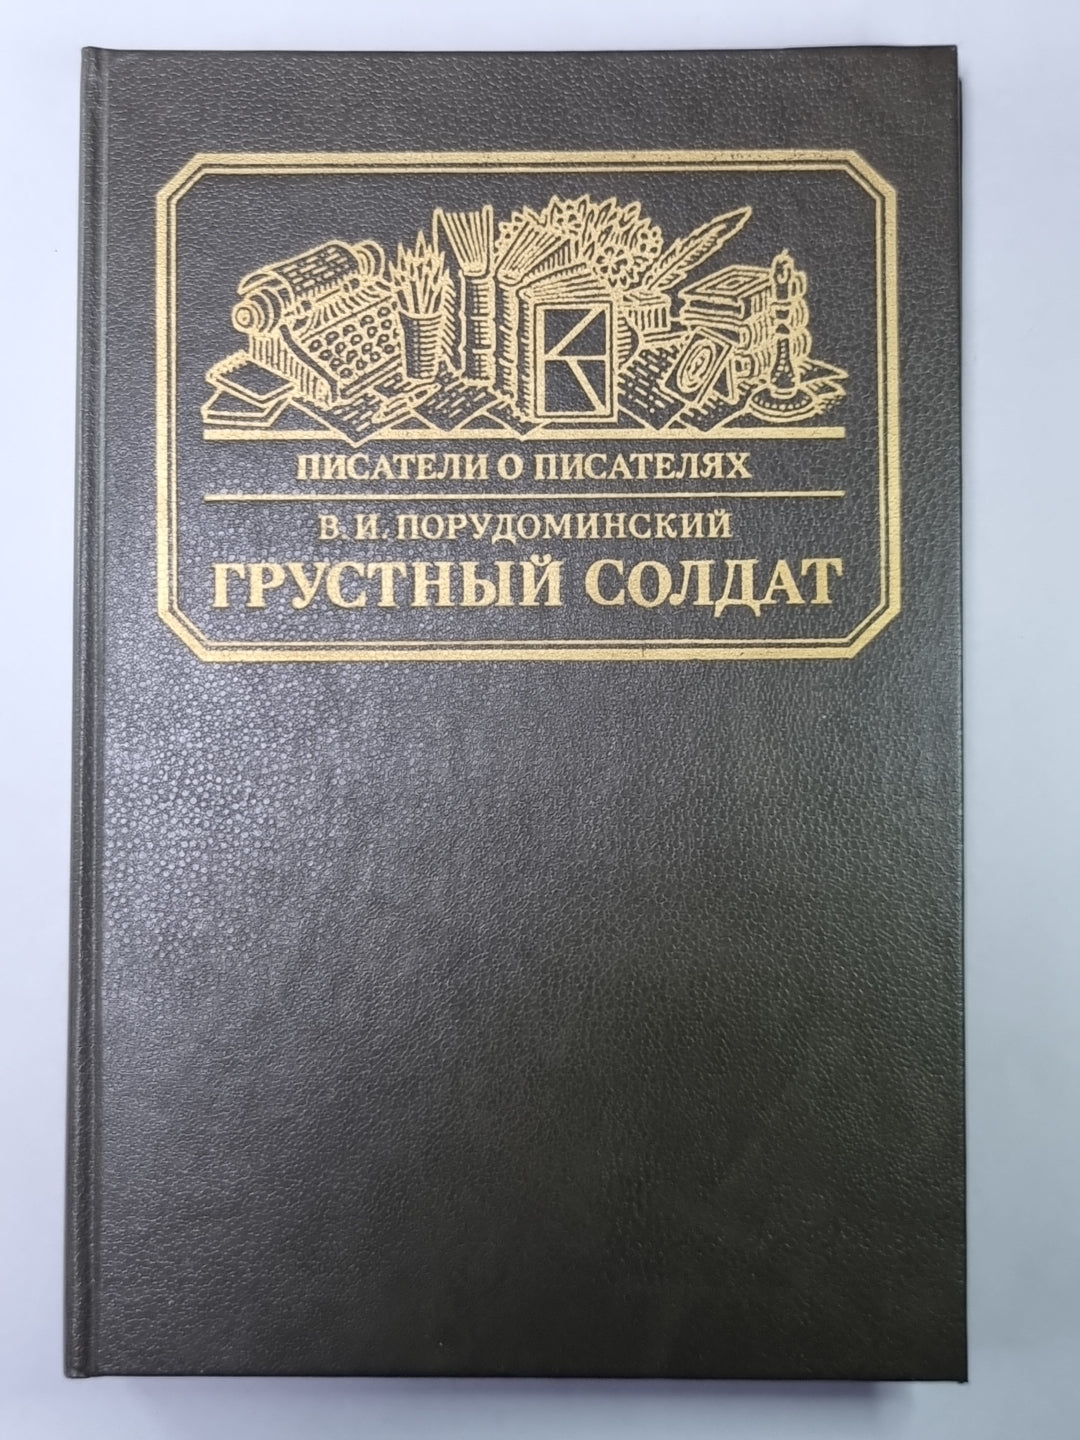 ПИСАТЕЛИ О ПИСАТЕЛЯХ
В. И. ПОРУДОМИНСКИЙ
ГРУСТНЫЙ СОЛДАТ